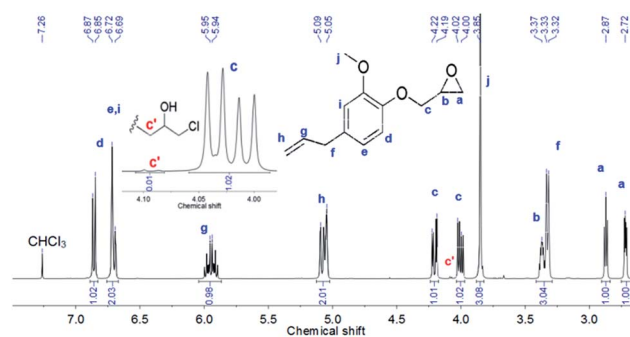 7.26 6.87 6.85 6.72 6.69 5.95 5.94 5.09 5.05 4.22 4.19 4.02 4.00 3.85 3.37 3.33 3.32 2.87 2.72
j O
O O
OH
Cl
c'
c
i
c b a
h g
f e d
c'
0.01 1.02
4.10 4.05 4.00
Chemical shift
e,i
d
j
f
g
h
c c
b
a a
CHCl3
c'
1.02 2.03 0.98 2.01 1.01 1.02 3.08 3.04 1.00 1.00
7.0 6.5 6.0 5.5 5.0 4.5 4.0 3.5 3.0
Chemical shift